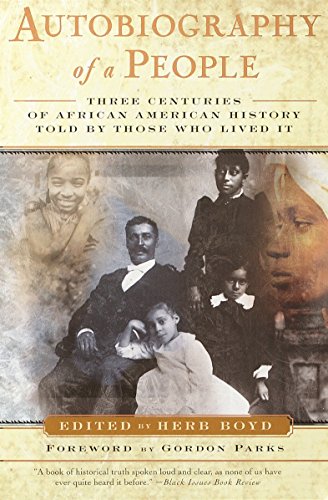 AUTOBIOGRAPHY
of a PEOPLE
THREE CENTURIES
OF AFRICAN AMERICAN HISTORY
TOLD BY THOSE WHO LIVED IT
EDITED BY HERB BOYD
FOREWORD BY GORDON PARKS
"A book of historical truth spoken loud and clear, as none of us have
ever quite heard it before." —Black Issues Book Review